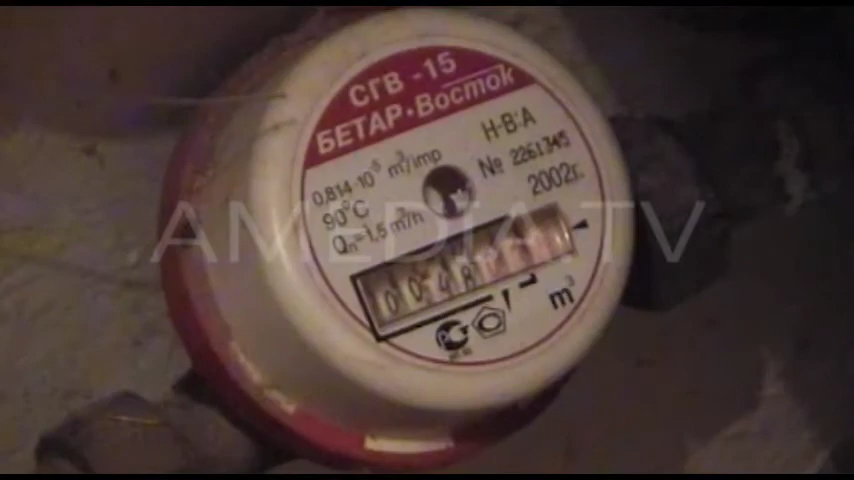 СГВ -15
БЕТАР·Восток
0,814·10⁻⁵ m³/imp
90°C
Qn=1,5 m³/h
H-B;A
№ 2261345
2002г.
0048
m³
.AMEDIA.TV